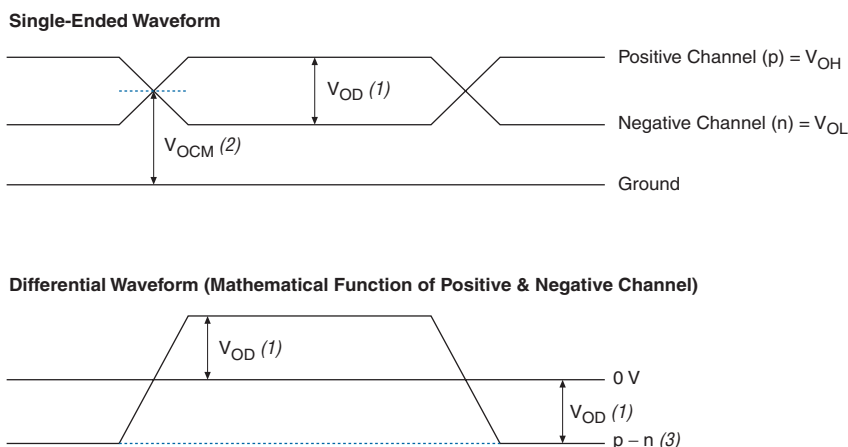 Single-Ended Waveform
Positive Channel (p) = VOH
VOD (1)
Negative Channel (n) = VOL
VOCM (2)
Ground
Differential Waveform (Mathematical Function of Positive & Negative Channel)
VOD (1)
0 V
VOD (1)
p − n (3)